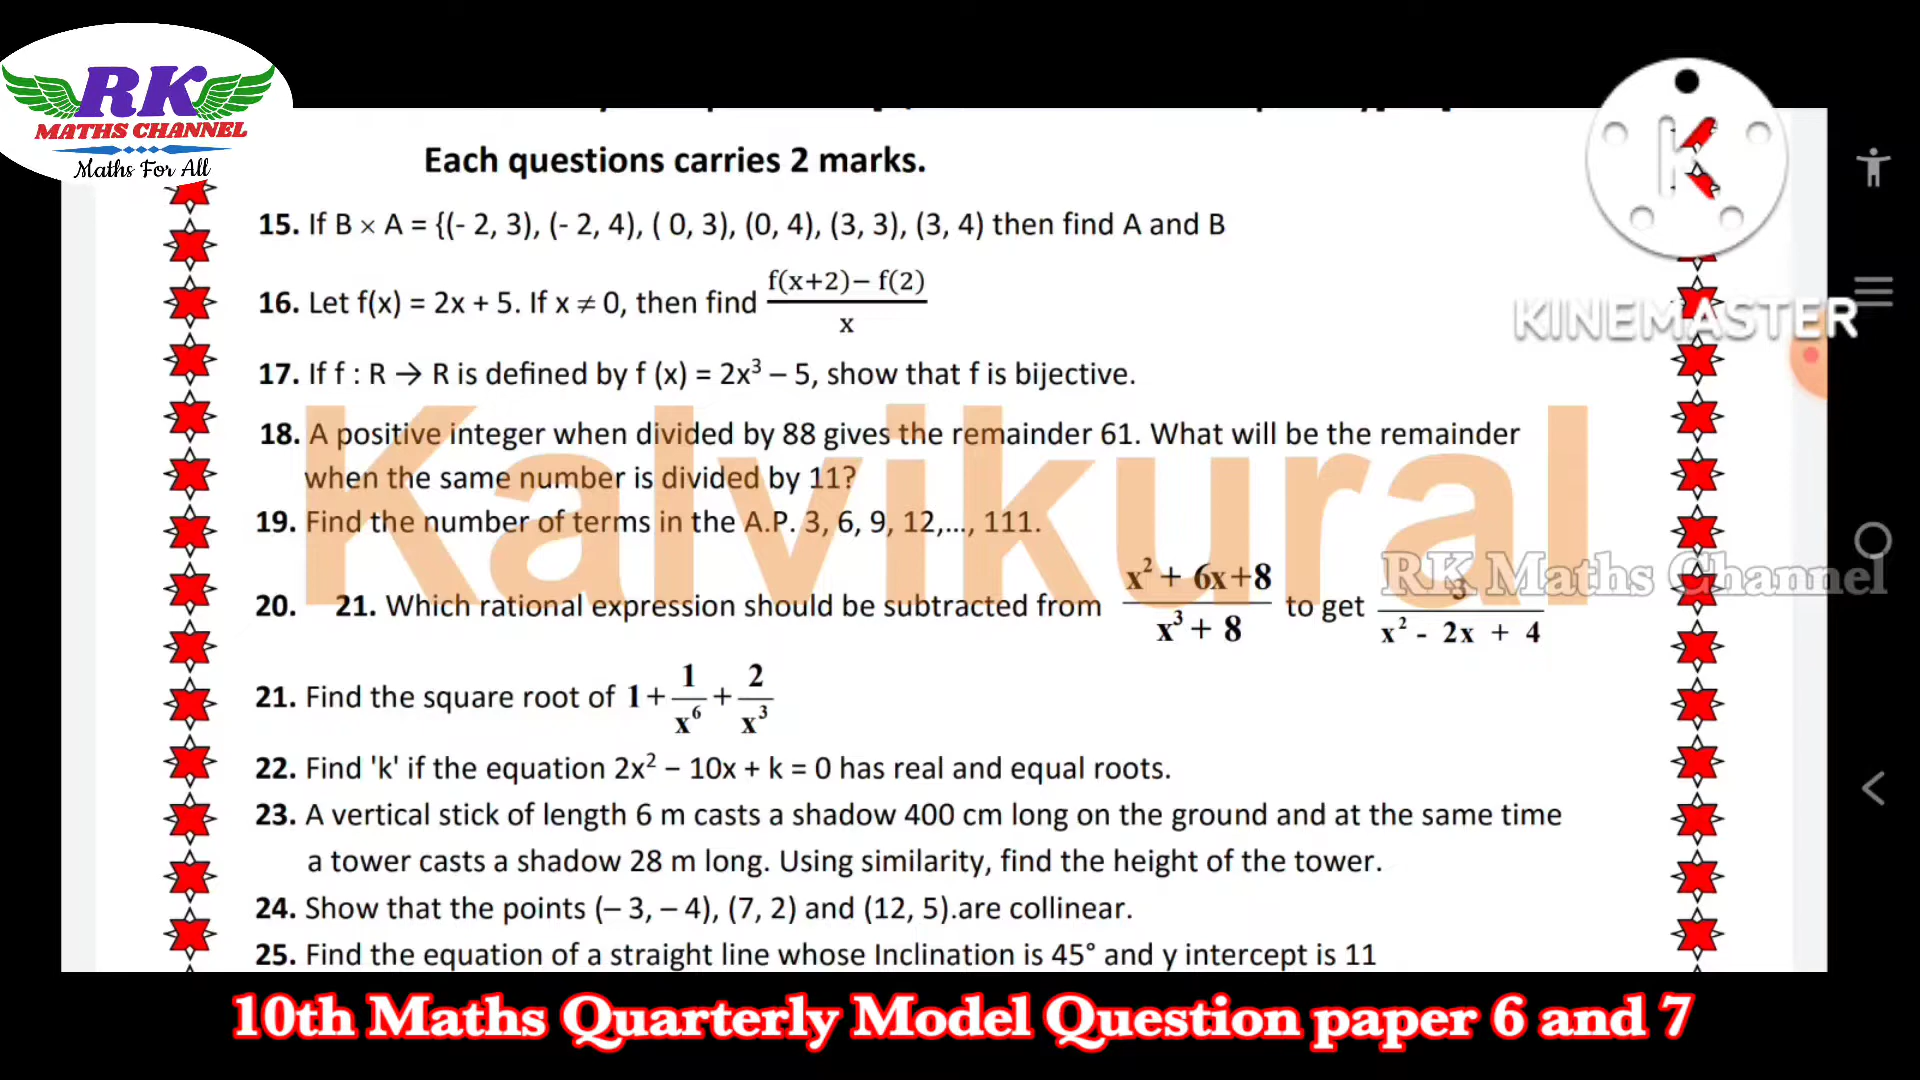 RK
MATHS CHANNEL
Maths For All
K
KINEMASTER
Each questions carries 2 marks.
15. If B × A = {(- 2, 3), (- 2, 4), ( 0, 3), (0, 4), (3, 3), (3, 4) then find A and B
16. Let f(x) = 2x + 5. If x ≠ 0, then find f(x+2)− f(2) / x
17. If f : R → R is defined by f (x) = 2x³ – 5, show that f is bijective.
18. A positive integer when divided by 88 gives the remainder 61. What will be the remainder
when the same number is divided by 11?
19. Find the number of terms in the A.P. 3, 6, 9, 12,..., 111.
20. 21. Which rational expression should be subtracted from x² + 6x+8 / x³ + 8 to get 3 / x² - 2x + 4
21. Find the square root of 1+ 1/x⁶ + 2/x³
22. Find 'k' if the equation 2x² – 10x + k = 0 has real and equal roots.
23. A vertical stick of length 6 m casts a shadow 400 cm long on the ground and at the same time
a tower casts a shadow 28 m long. Using similarity, find the height of the tower.
24. Show that the points (– 3, – 4), (7, 2) and (12, 5).are collinear.
25. Find the equation of a straight line whose Inclination is 45° and y intercept is 11
Kalvikural
RK Maths Channel
10th Maths Quarterly Model Question paper 6 and 7